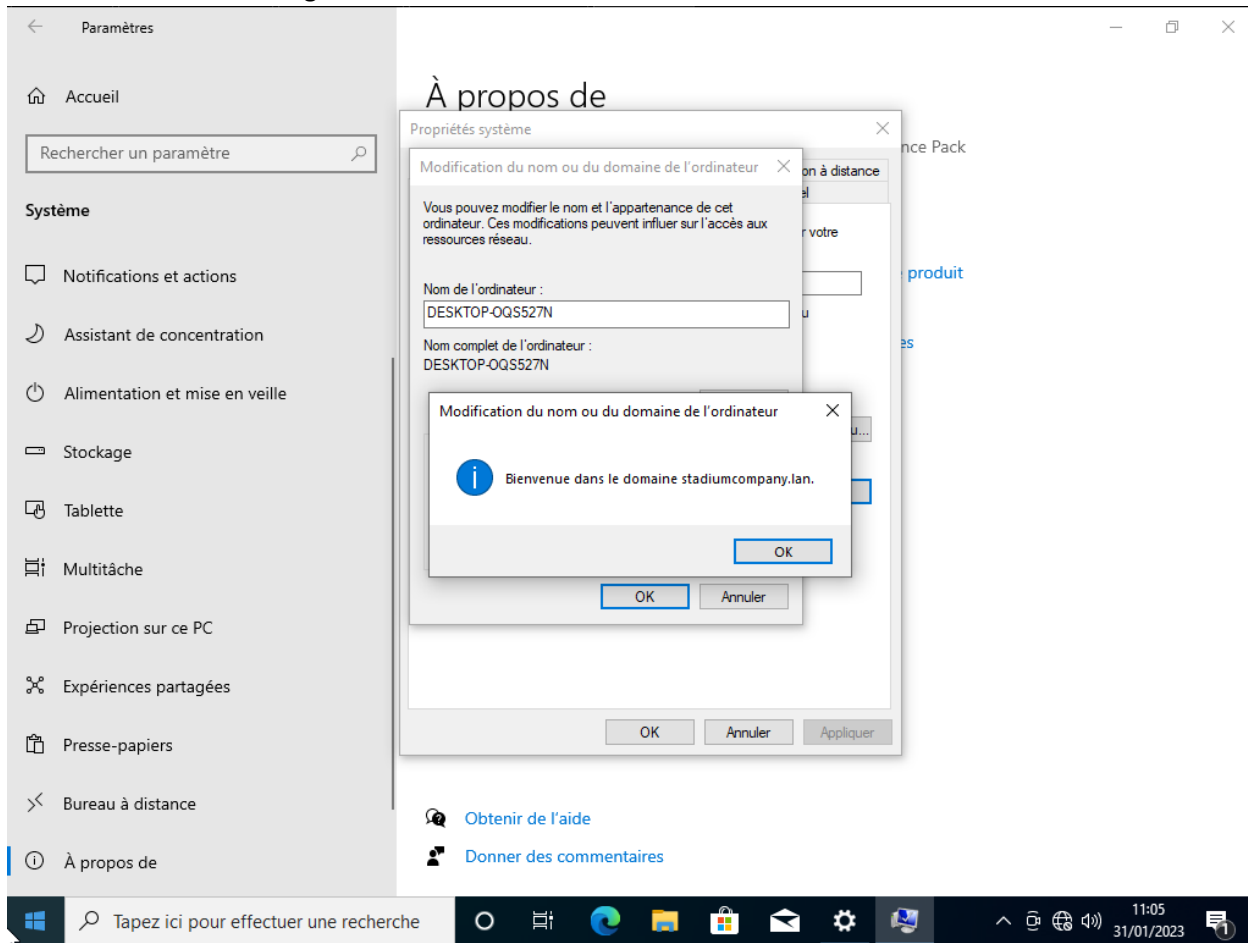 Paramètres
Accueil
Rechercher un paramètre
Système
Notifications et actions
Assistant de concentration
Alimentation et mise en veille
Stockage
Tablette
Multitâche
Projection sur ce PC
Expériences partagées
Presse-papiers
Bureau à distance
À propos de
À propos de
nce Pack
produit
es
Propriétés système
on à distance
el
r votre
u
u...
Modification du nom ou du domaine de l'ordinateur
Vous pouvez modifier le nom et l'appartenance de cet
ordinateur. Ces modifications peuvent influer sur l'accès aux
ressources réseau.
Nom de l'ordinateur :
DESKTOP-OQS527N
Nom complet de l'ordinateur :
DESKTOP-OQS527N
Modification du nom ou du domaine de l'ordinateur
Bienvenue dans le domaine stadiumcompany.lan.
OK
OK Annuler
OK Annuler Appliquer
Obtenir de l'aide
Donner des commentaires
Tapez ici pour effectuer une recherche
11:05
31/01/2023
1